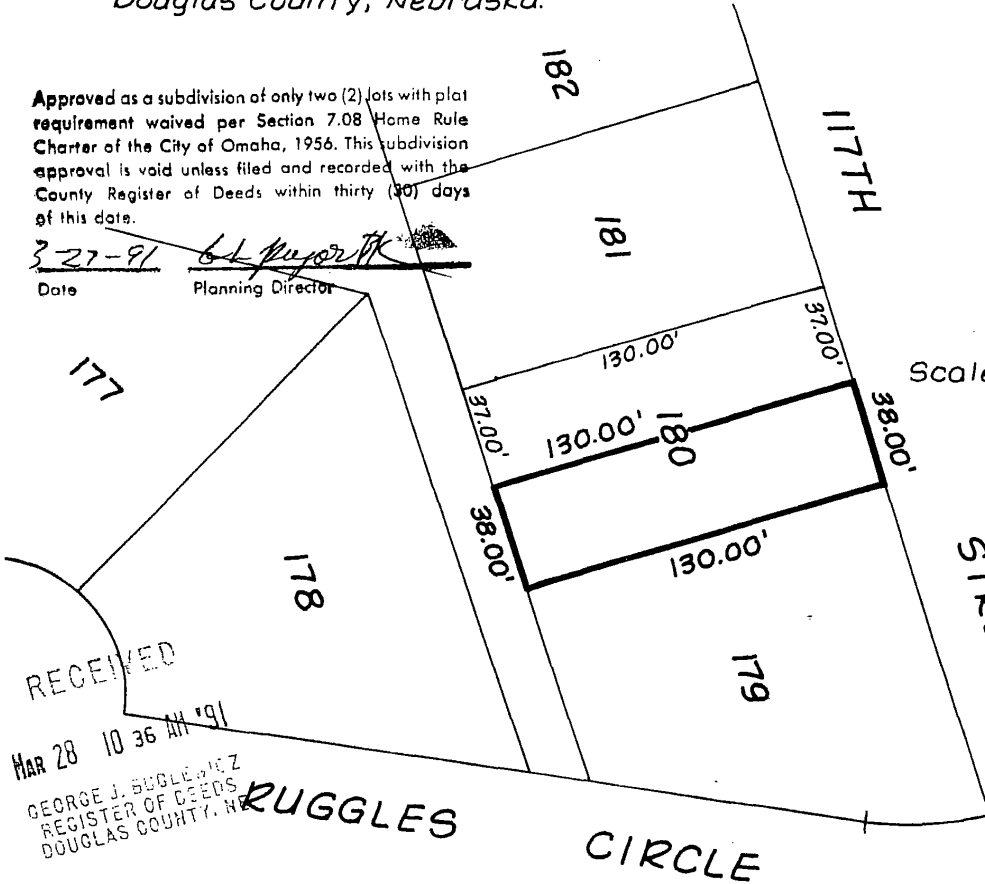 Douglas County, Nebraska.
Approved as a subdivision of only two (2) lots with plat
requirement waived per Section 7.08 Home Rule
Charter of the City of Omaha, 1956. This subdivision
approval is void unless filed and recorded with the
County Register of Deeds within thirty (30) days
of this date.
3-27-91
Date
Planning Director
182
117TH
181
177
130.00'
37.00'
Scale
37.00'
130.00'
180
38.00'
38.00'
130.00'
178
179
RECEIVED
MAR 28 10 36 AM '91
GEORGE J. BUGLEWICZ
REGISTER OF DEEDS
DOUGLAS COUNTY, NE
RUGGLES CIRCLE